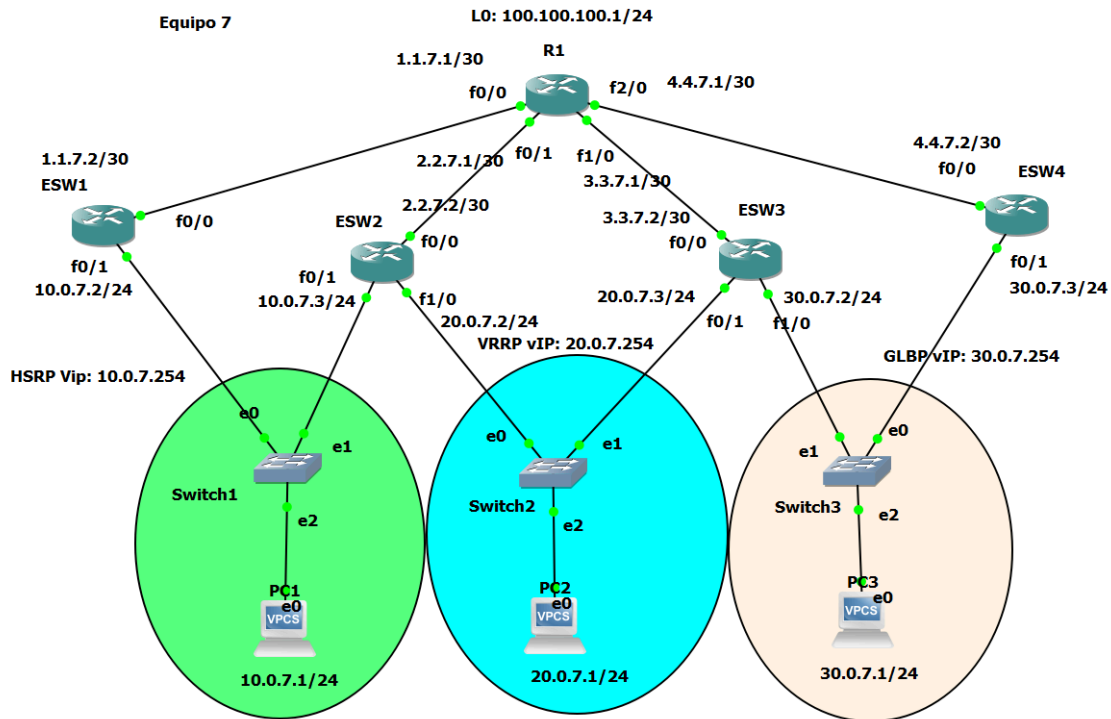 Equipo 7
L0: 100.100.100.1/24
R1
1.1.7.1/30
f0/0
f2/0
4.4.7.1/30
f0/1
f1/0
2.2.7.1/30
3.3.7.1/30
4.4.7.2/30
f0/0
ESW4
1.1.7.2/30
ESW1
f0/0
2.2.7.2/30
ESW2
f0/0
3.3.7.2/30
ESW3
f0/0
f0/1
10.0.7.2/24
f0/1
10.0.7.3/24
f1/0
20.0.7.2/24
20.0.7.3/24
f0/1
30.0.7.2/24
f1/0
f0/1
30.0.7.3/24
HSRP Vip: 10.0.7.254
VRRP vIP: 20.0.7.254
GLBP vIP: 30.0.7.254
e0
e1
Switch1
e2
e0
e1
Switch2
e2
e1
e0
Switch3
e2
PC1
e0
VPCS
10.0.7.1/24
PC2
e0
VPCS
20.0.7.1/24
PC3
e0
VPCS
30.0.7.1/24